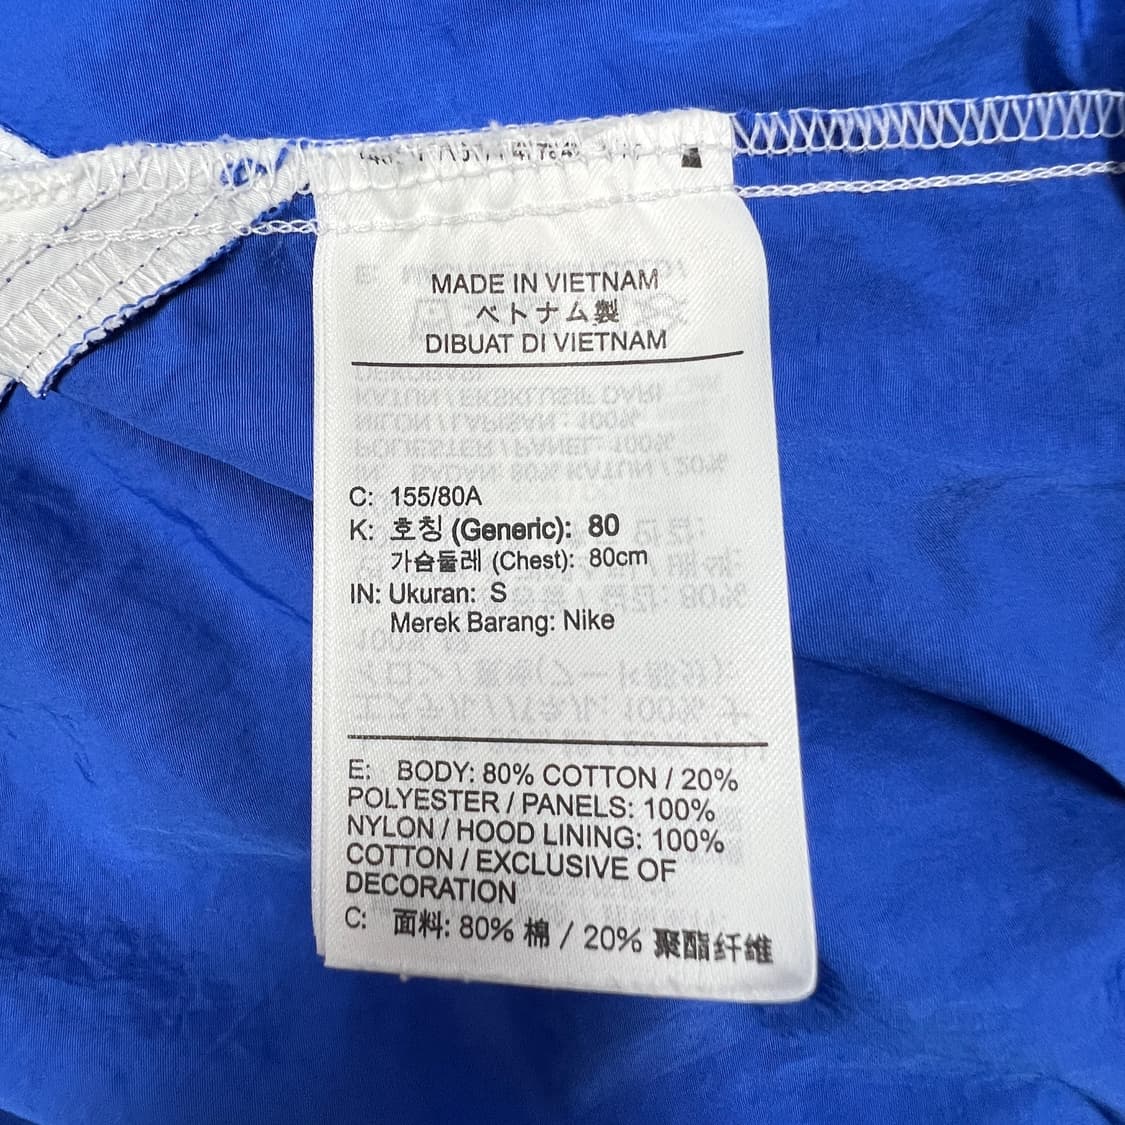 MADE IN VIETNAM
ベトナム製
DIBUAT DI VIETNAM
C: 155/80A
K: 호칭 (Generic): 80
가슴둘레 (Chest): 80cm
IN: Ukuran: S
Merek Barang: Nike
E: BODY: 80% COTTON / 20%
POLYESTER / PANELS: 100%
NYLON / HOOD LINING: 100%
COTTON / EXCLUSIVE OF
DECORATION
C: 面料: 80% 棉 / 20% 聚酯纤维